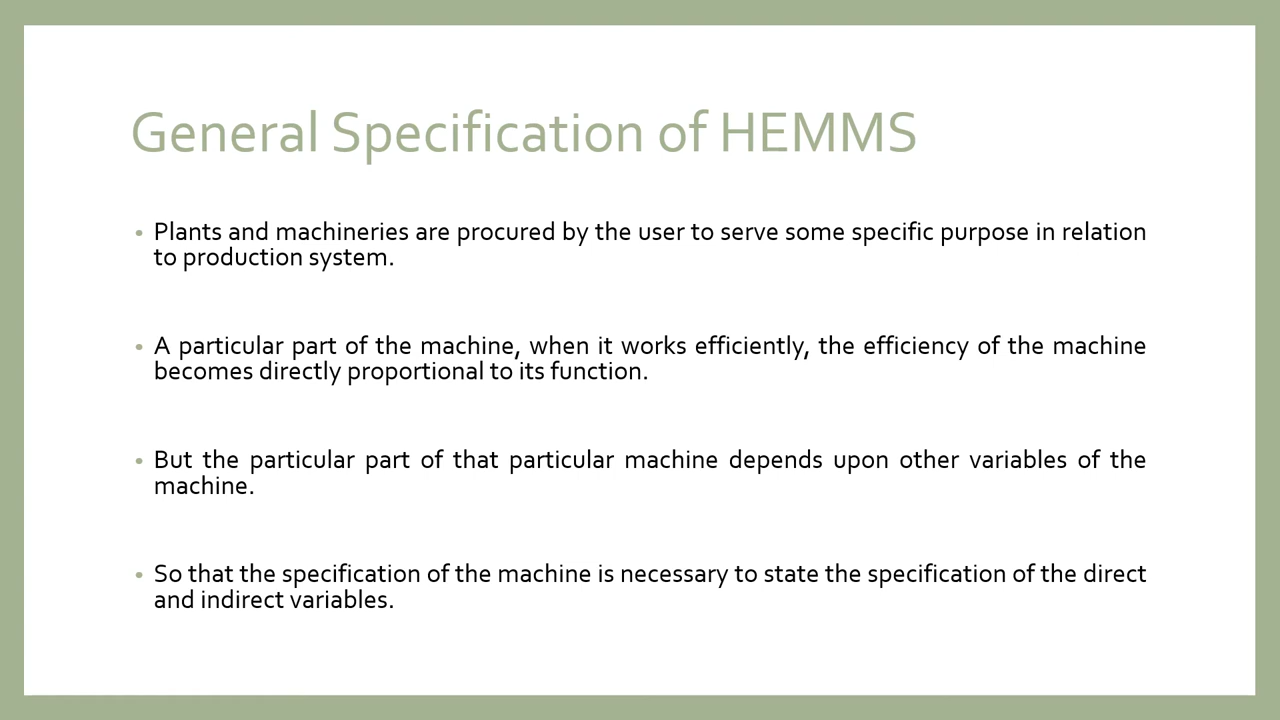 General Specification of HEMMS
• Plants and machineries are procured by the user to serve some specific purpose in relation
to production system.
• A particular part of the machine, when it works efficiently, the efficiency of the machine
becomes directly proportional to its function.
• But the particular part of that particular machine depends upon other variables of the
machine.
• So that the specification of the machine is necessary to state the specification of the direct
and indirect variables.